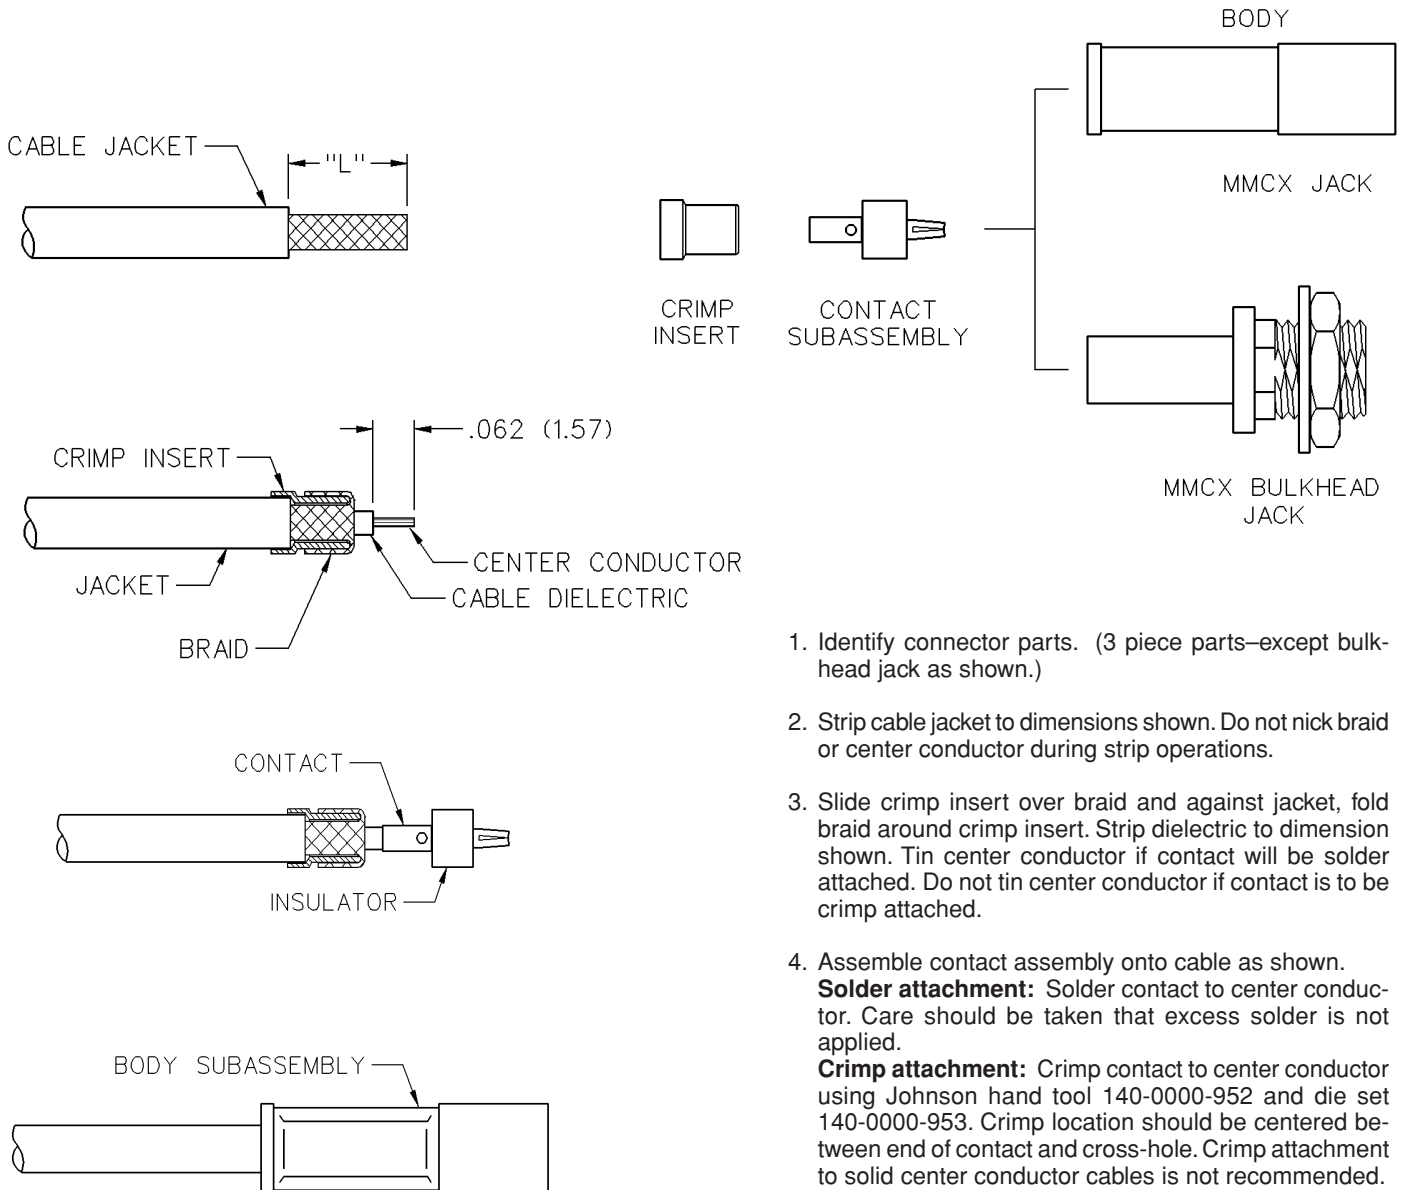 BODY
CABLE JACKET
"L"
MMCX JACK
CRIMP
INSERT
CONTACT
SUBASSEMBLY
MMCX BULKHEAD
JACK
.062 (1.57)
CRIMP INSERT
CENTER CONDUCTOR
CABLE DIELECTRIC
JACKET
BRAID
CONTACT
INSULATOR
BODY SUBASSEMBLY
1. Identify connector parts. (3 piece parts–except bulk-
head jack as shown.)
2. Strip cable jacket to dimensions shown. Do not nick braid
or center conductor during strip operations.
3. Slide crimp insert over braid and against jacket, fold
braid around crimp insert. Strip dielectric to dimension
shown. Tin center conductor if contact will be solder
attached. Do not tin center conductor if contact is to be
crimp attached.
4. Assemble contact assembly onto cable as shown.
Solder attachment: Solder contact to center conduc-
tor. Care should be taken that excess solder is not
applied.
Crimp attachment: Crimp contact to center conductor
using Johnson hand tool 140-0000-952 and die set
140-0000-953. Crimp location should be centered be-
tween end of contact and cross-hole. Crimp attachment
to solid center conductor cables is not recommended.